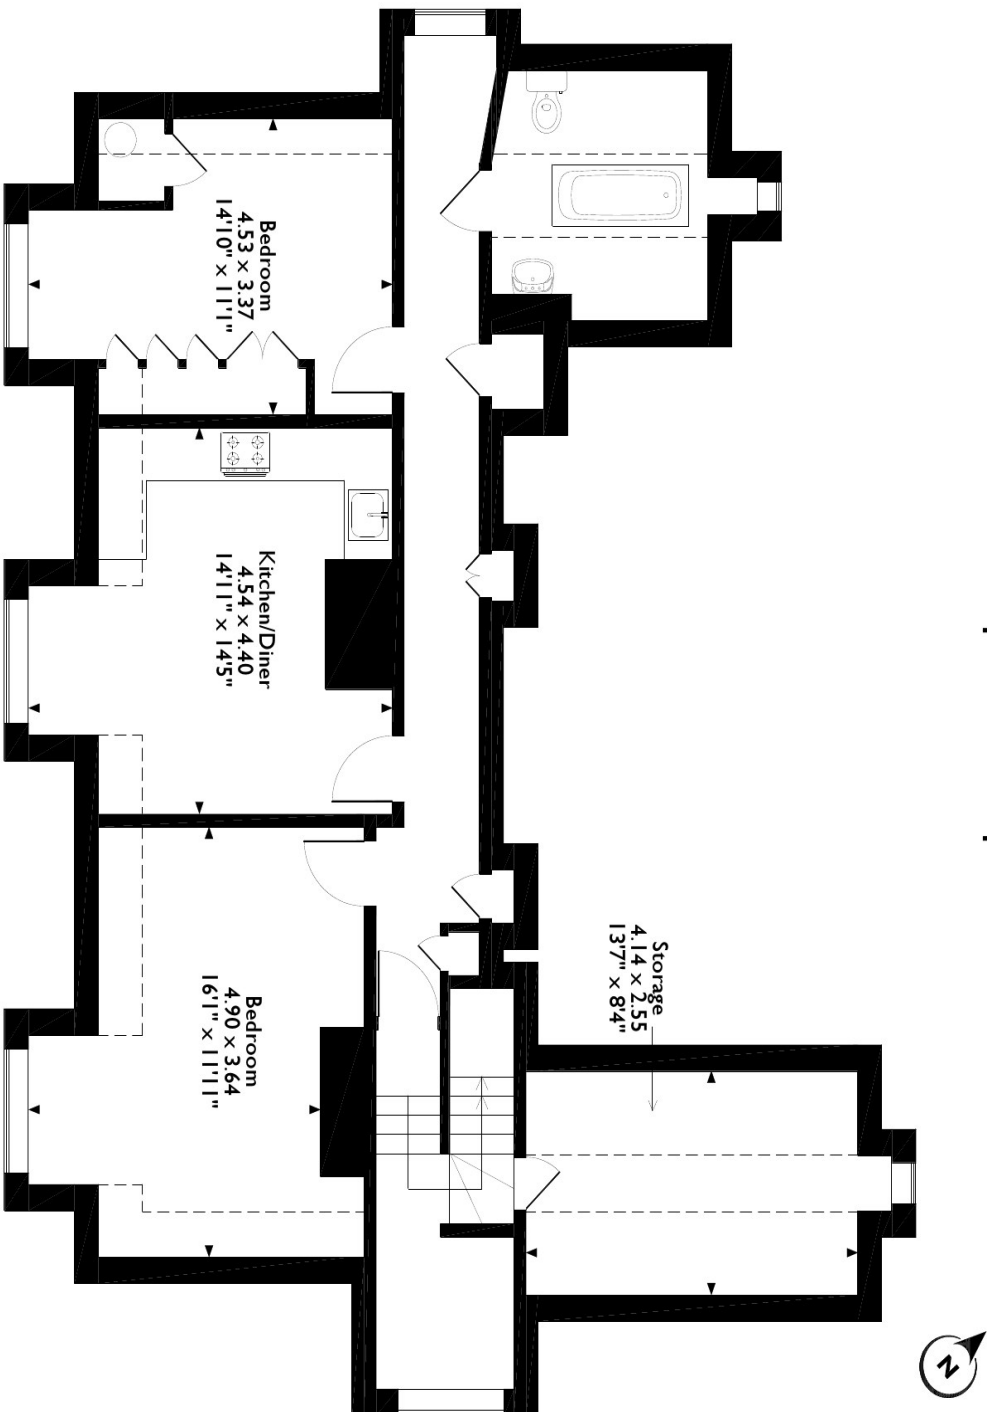 Bedroom
4.53 x 3.37
14'10" x 11'1"
Kitchen/Diner
4.54 x 4.40
14'11" x 14'5"
Bedroom
4.90 x 3.64
16'1" x 11'11"
Storage
4.14 x 2.55
13'7" x 8'4"
N